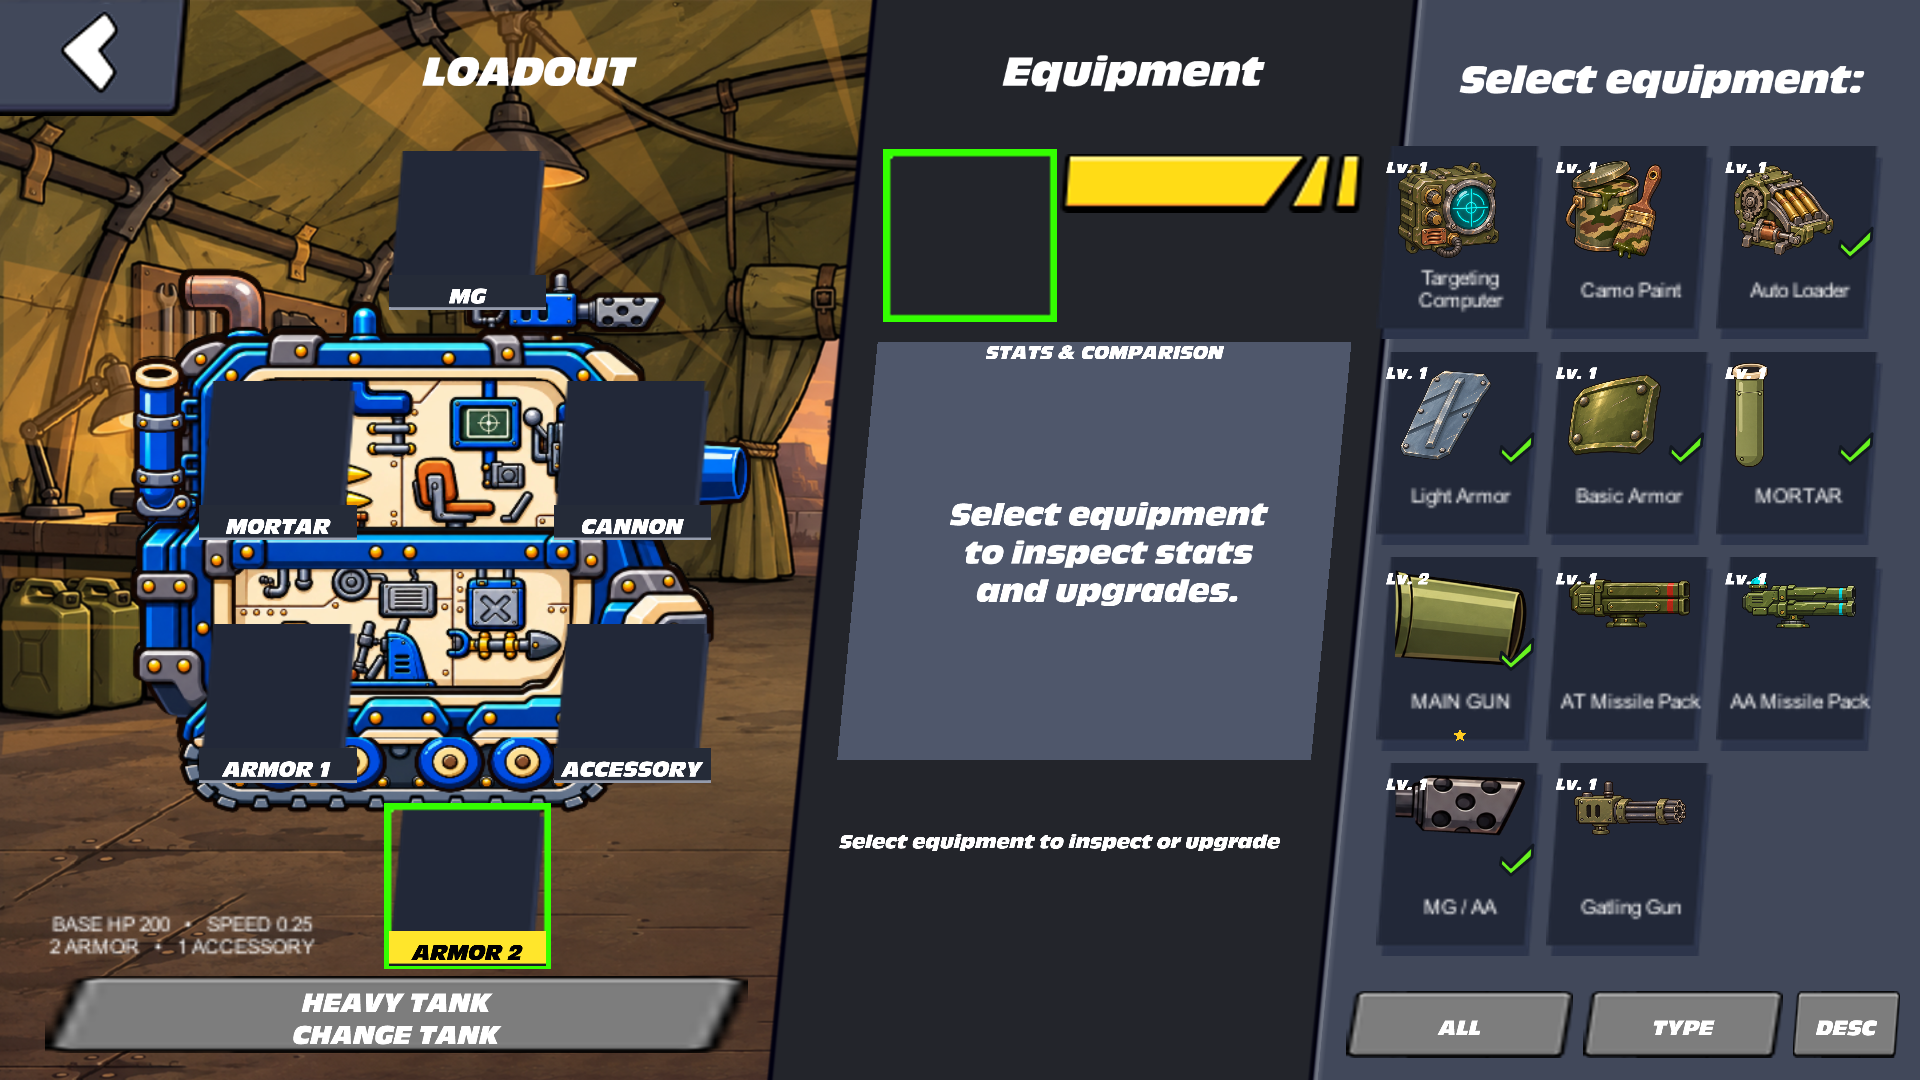 LOADOUT
Equipment
Select equipment:
MG
MORTAR
CANNON
ARMOR 1
ACCESSORY
ARMOR 2
BASE HP 200 • SPEED 0.25
2 ARMOR • 1 ACCESSORY
HEAVY TANK
CHANGE TANK
STATS & COMPARISON
Select equipment
to inspect stats
and upgrades.
Select equipment to inspect or upgrade
Lv. 1
Targeting
Computer
Lv. 1
Camo Paint
Lv. 1
Auto Loader
Lv. 1
Light Armor
Lv. 1
Basic Armor
Lv. 1
MORTAR
Lv. 2
MAIN GUN
Lv. 1
AT Missile Pack
Lv. 1
AA Missile Pack
Lv. 1
MG / AA
Lv. 1
Gatling Gun
ALL
TYPE
DESC